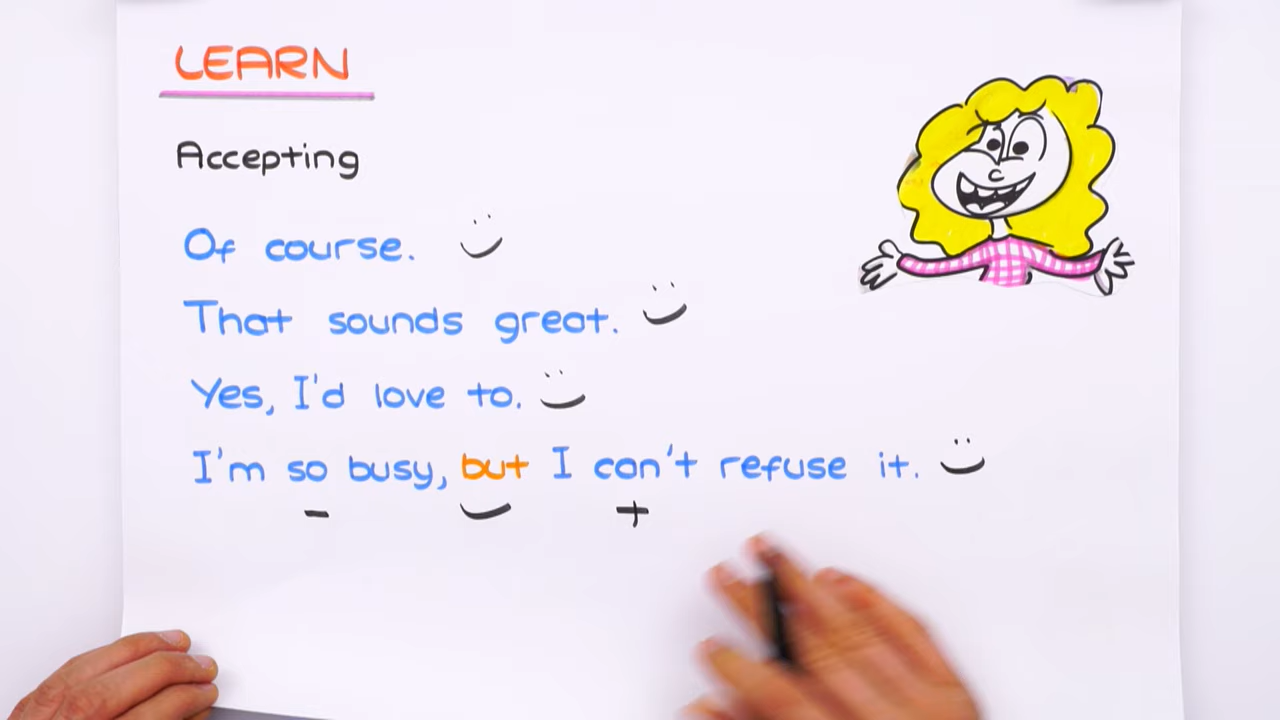 LEARN
Accepting
Of course.
That sounds great.
Yes, I'd love to.
I'm so busy, but I can't refuse it.
- +